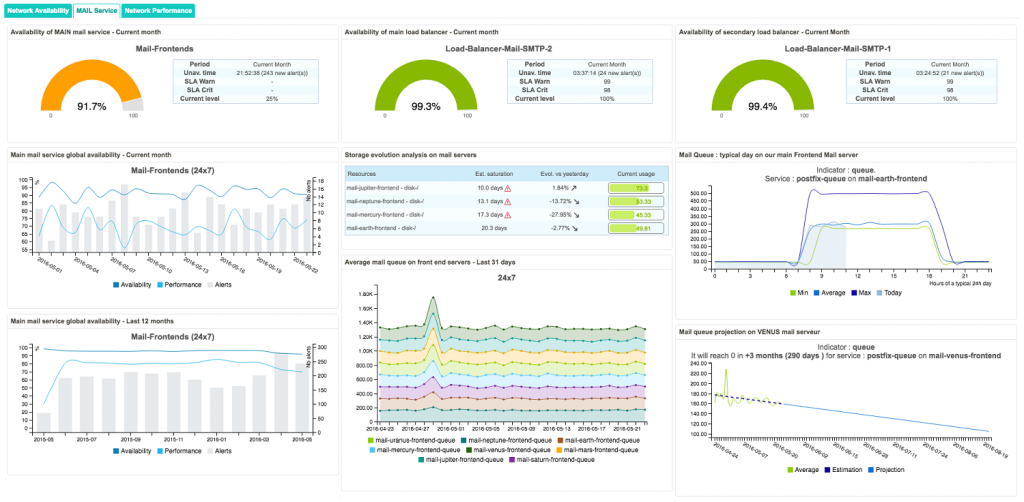 Network Availability MAIL Service Network Performance
Availability of MAIN mail service - Current month
Mail-Frontends
91.7%
0 100
Period Current Month
Unav. time 21:52:38 (243 new alert(s))
SLA Warn -
SLA Crit -
Current level 25%
Availability of main load balancer - Current month
Load-Balancer-Mail-SMTP-2
99.3%
0 100
Period Current Month
Unav. time 03:37:14 (24 new alert(s))
SLA Warn 99
SLA Crit 98
Current level 100%
Availability of secondary load balancer - Current Month
Load-Balancer-Mail-SMTP-1
99.4%
0 100
Period Current Month
Unav. time 03:24:52 (21 new alert(s))
SLA Warn 99
SLA Crit 98
Current level 100%
Main mail service global availability - Current month
Mail-Frontends (24x7)
%
100
95
90
85
80
75
70
65
60
55
18
16
14
12
10
8
6
4
2
0
No alerts
2016-05-01 2016-05-04 2016-05-07 2016-05-10 2016-05-13 2016-05-16 2016-05-19 2016-05-22
Availability Performance Alerts
Storage evolution analysis on mail servers
Resources Est. saturation Evol. vs yesterday Current usage
mail-jupiter-frontend - disk-/ 10.0 days 1.84% 73.3
mail-neptune-frontend - disk-/ 13.1 days -13.72% 53.33
mail-mercury-frontend - disk-/ 17.3 days -27.95% 45.33
mail-earth-frontend - disk-/ 20.3 days -2.77% 49.81
Mail Queue : typical day on our main Frontend Mail server
Indicator : queue.
Service : postfix-queue on mail-earth-frontend
500.00
450.00
400.00
350.00
300.00
250.00
200.00
150.00
100.00
50.00
0.00
0 3 6 9 12 15 18 21
Hours of a typical 24h day
Min Average Max Today
Main mail service global availability - Last 12 months
Mail-Frontends (24x7)
%
100
90
80
70
60
50
40
30
20
10
0
300
250
200
150
100
50
0
No alerts
2015-05 2015-07 2015-09 2015-11 2016-01 2016-03 2016-05
Availability Performance Alerts
Average mail queue on front end servers - Last 31 days
24x7
1.80K
1.60K
1.40K
1.20K
1.00K
800.00
600.00
400.00
200.00
0
2016-04-23 2016-04-27 2016-05-01 2016-05-05 2016-05-09 2016-05-13 2016-05-17 2016-05-21
mail-uranus-frontend-queue mail-neptune-frontend-queue mail-earth-frontend-queue
mail-mercury-frontend-queue mail-venus-frontend-queue mail-mars-frontend-queue
mail-jupiter-frontend-queue mail-saturn-frontend-queue
Mail queue projection on VENUS mail serveur
Indicator : queue
It will reach 0 in +3 months (290 days ) for service : postfix-queue on mail-venus-frontend
220.00
200.00
180.00
160.00
140.00
120.00
100.00
2016-04-24 2016-05-07 2016-05-20 2016-06-02 2016-06-15 2016-06-28 2016-07-11 2016-07-24 2016-08-06 2016-08-19
Average Estimation Projection